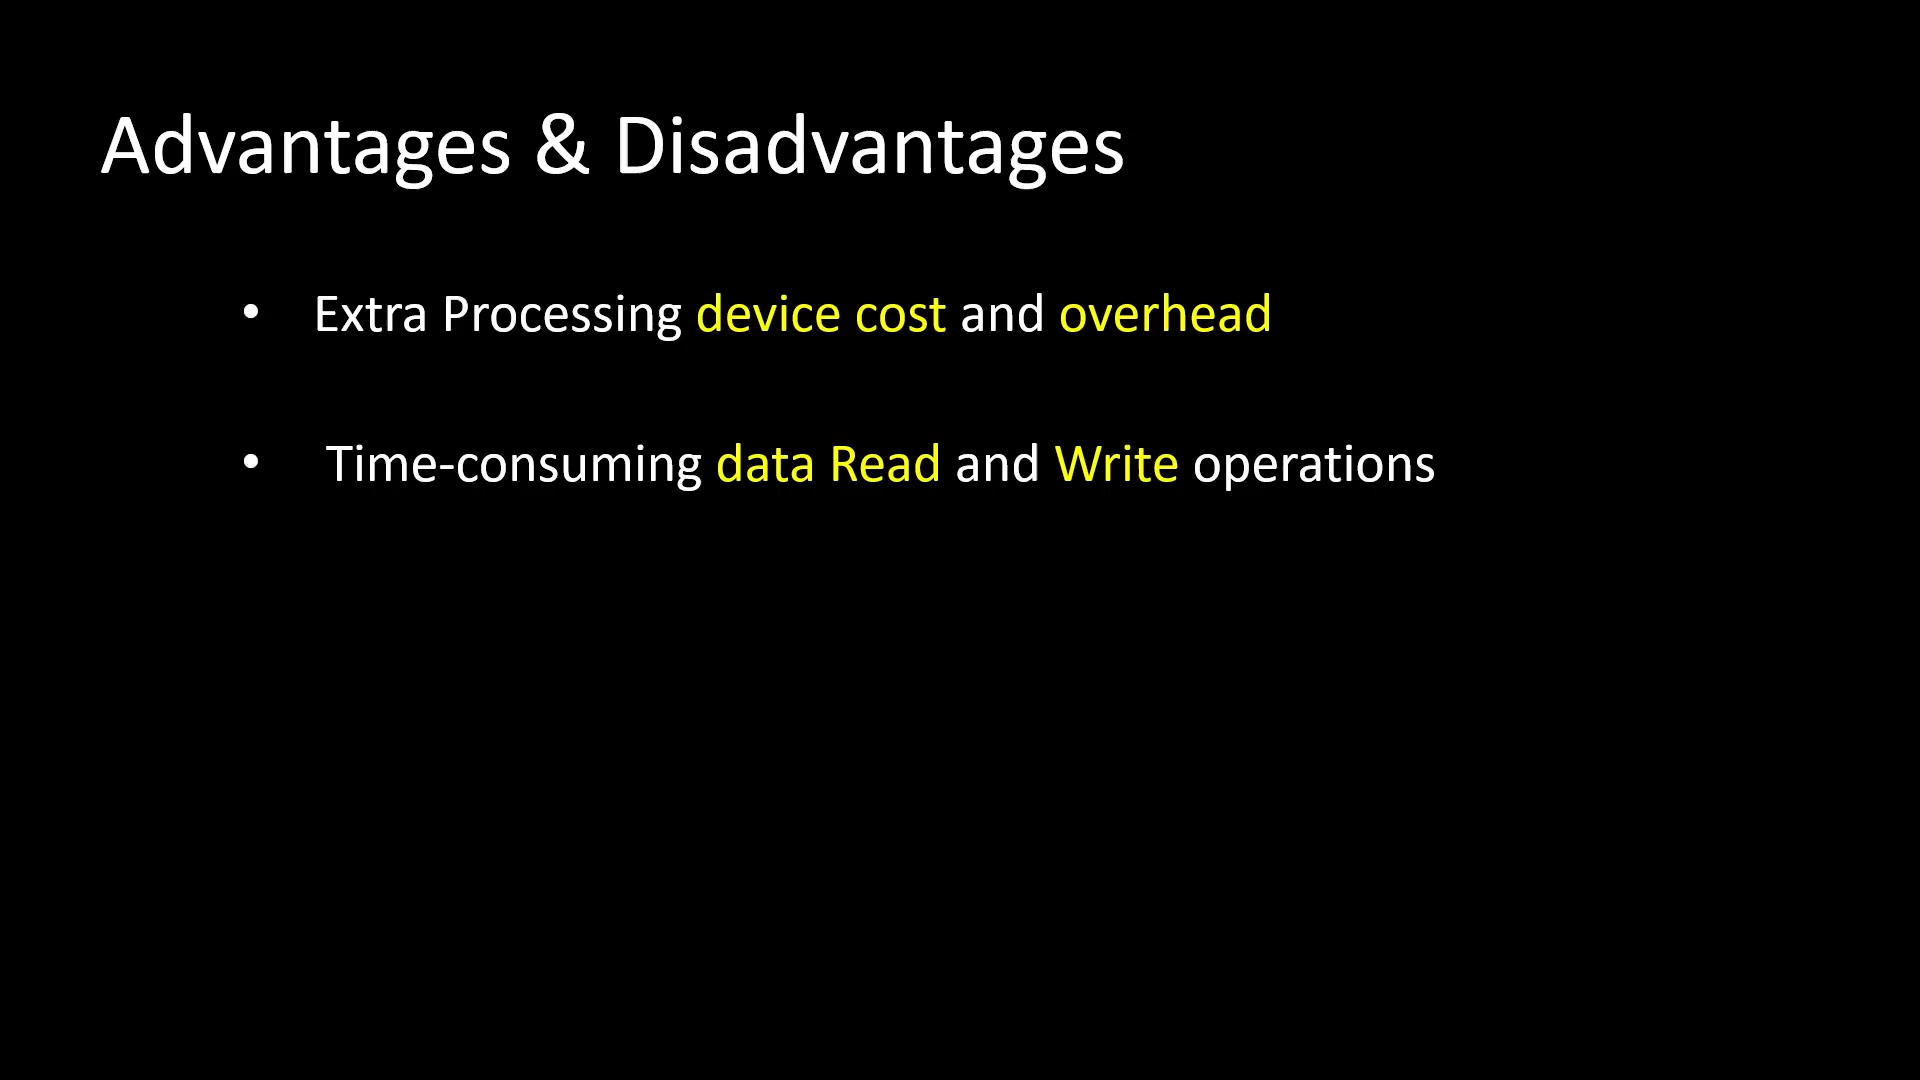 Advantages & Disadvantages
• Extra Processing device cost and overhead
• Time-consuming data Read and Write operations